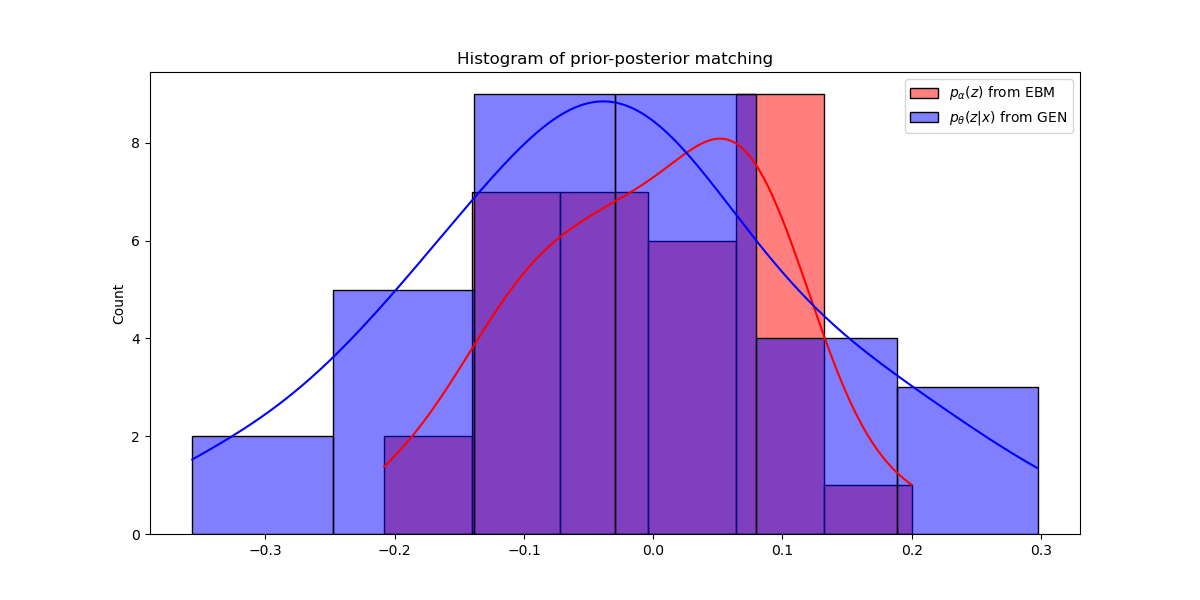 Histogram of prior-posterior matching
pα(z) from EBM
pθ(z|x) from GEN
Count
8
6
4
2
0
−0.3 −0.2 −0.1 0.0 0.1 0.2 0.3